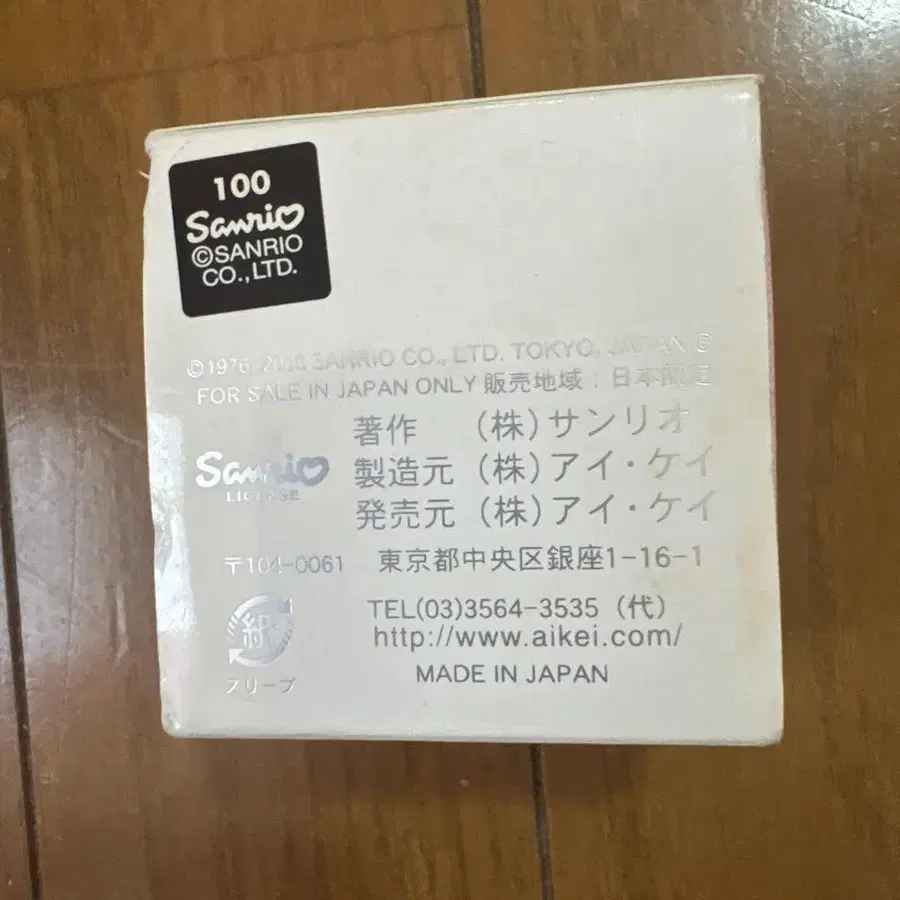 100
Sanrio
©SANRIO
CO.,LTD.
©1976, SANRIO CO., LTD. TOKYO, JAPAN ©
FOR SALE IN JAPAN ONLY 販売地域：日本限定
著作 （株）サンリオ
Sanrio
LICENSE
製造元 （株）アイ・ケイ
発売元 （株）アイ・ケイ
〒104-0061 東京都中央区銀座1-16-1
TEL(03)3564-3535（代）
http://www.aikei.com/
MADE IN JAPAN
紙
スリーブ